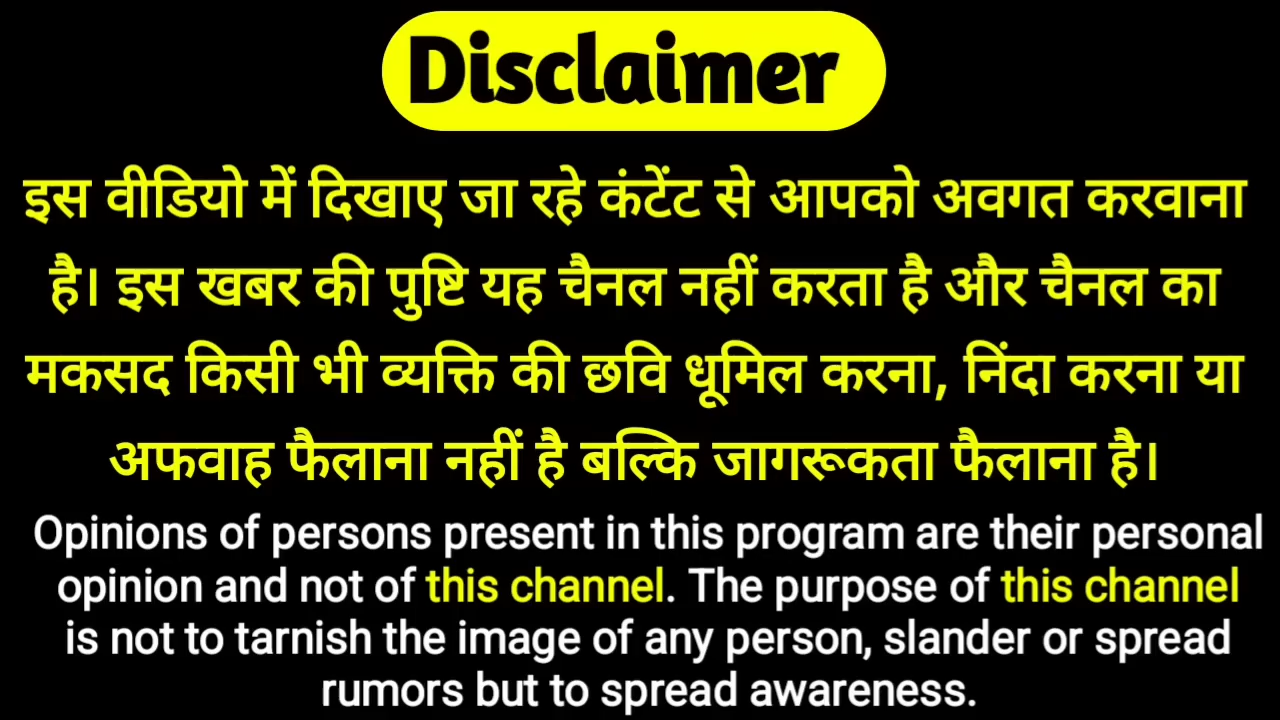 Disclaimer
इस वीडियो में दिखाए जा रहे कंटेंट से आपको अवगत करवाना
है। इस खबर की पुष्टि यह चैनल नहीं करता है और चैनल का
मकसद किसी भी व्यक्ति की छवि धूमिल करना, निंदा करना या
अफवाह फैलाना नहीं है बल्कि जागरूकता फैलाना है।
Opinions of persons present in this program are their personal
opinion and not of this channel. The purpose of this channel
is not to tarnish the image of any person, slander or spread
rumors but to spread awareness.